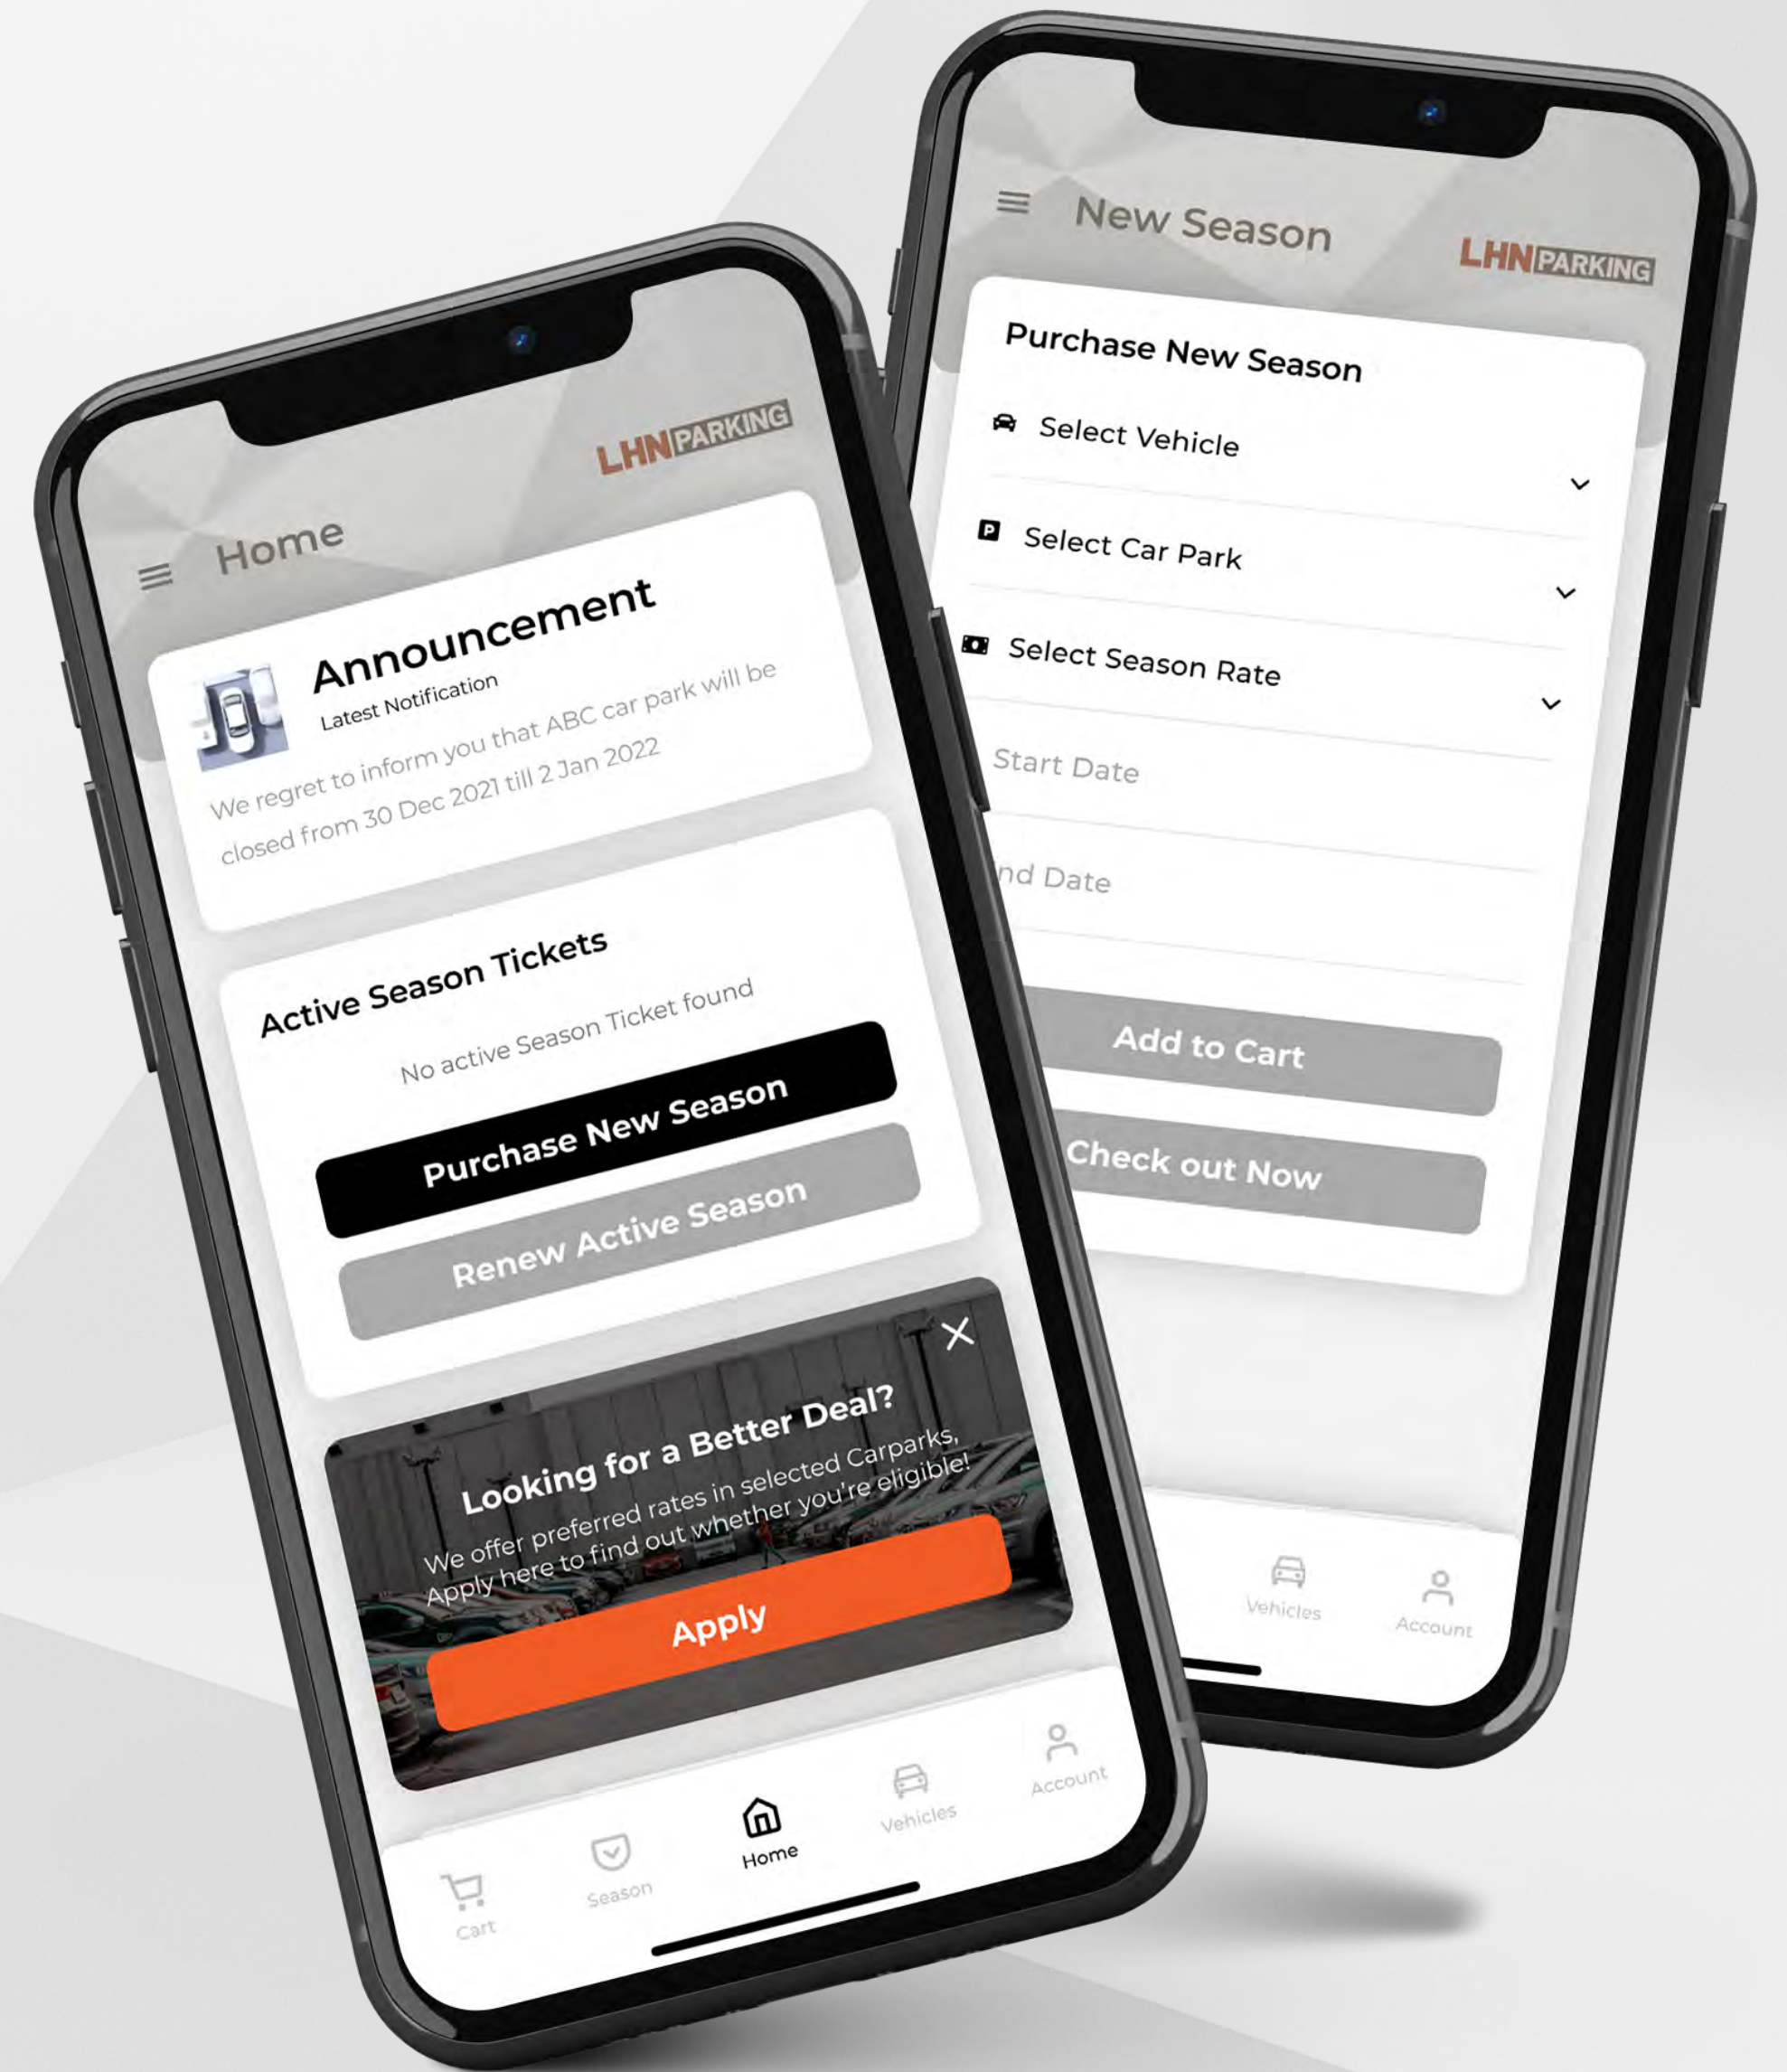 Home
LHN PARKING
Announcement
Latest Notification
We regret to inform you that ABC car park will be
closed from 30 Dec 2021 till 2 Jan 2022
Active Season Tickets
No active Season Ticket found
Purchase New Season
Renew Active Season
Looking for a Better Deal?
We offer preferred rates in selected Carparks,
Apply here to find out whether you're eligible!
Apply
Cart
Season
Home
Vehicles
Account
New Season
LHN PARKING
Purchase New Season
Select Vehicle
P
Select Car Park
Select Season Rate
Start Date
nd Date
Add to Cart
Check out Now
Vehicles
Account